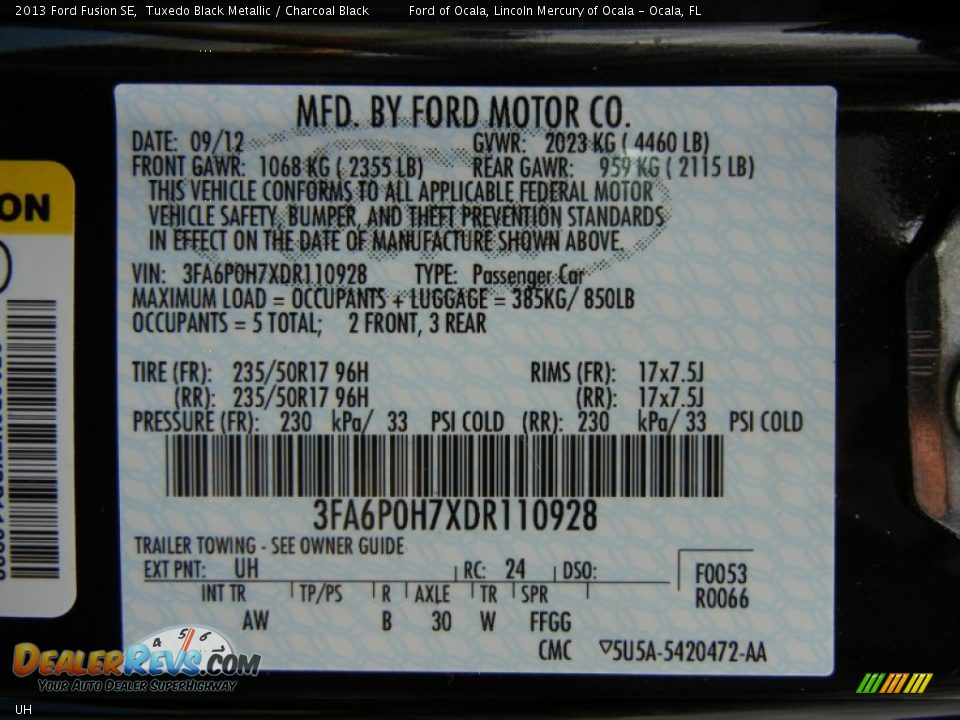 2013 Ford Fusion SE, Tuxedo Black Metallic / Charcoal Black Ford of Ocala, Lincoln Mercury of Ocala - Ocala, FL
MFD. BY FORD MOTOR CO.
DATE: 09/12 GVWR: 2023 KG ( 4460 LB)
FRONT GAWR: 1068 KG ( 2355 LB) REAR GAWR: 959 KG ( 2115 LB)
THIS VEHICLE CONFORMS TO ALL APPLICABLE FEDERAL MOTOR
VEHICLE SAFETY, BUMPER, AND THEFT PREVENTION STANDARDS
IN EFFECT ON THE DATE OF MANUFACTURE SHOWN ABOVE.
VIN: 3FA6P0H7XDR110928 TYPE: Passenger Car
MAXIMUM LOAD = OCCUPANTS + LUGGAGE = 385KG/ 850LB
OCCUPANTS = 5 TOTAL; 2 FRONT, 3 REAR
TIRE (FR): 235/50R17 96H RIMS (FR): 17x7.5J
(RR): 235/50R17 96H (RR): 17x7.5J
PRESSURE (FR): 230 kPa/ 33 PSI COLD (RR): 230 kPa/ 33 PSI COLD
3FA6P0H7XDR110928
TRAILER TOWING - SEE OWNER GUIDE
EXT PNT: UH RC: 24 DSO:
F0053
R0066
INT TR TP/PS R AXLE TR SPR
AW B 30 W FFGG
CMC 5U5A-5420472-AA
ON
4 5 6
DEALERREVS.COM
YOUR AUTO DEALER SUPERHIGHWAY
UH